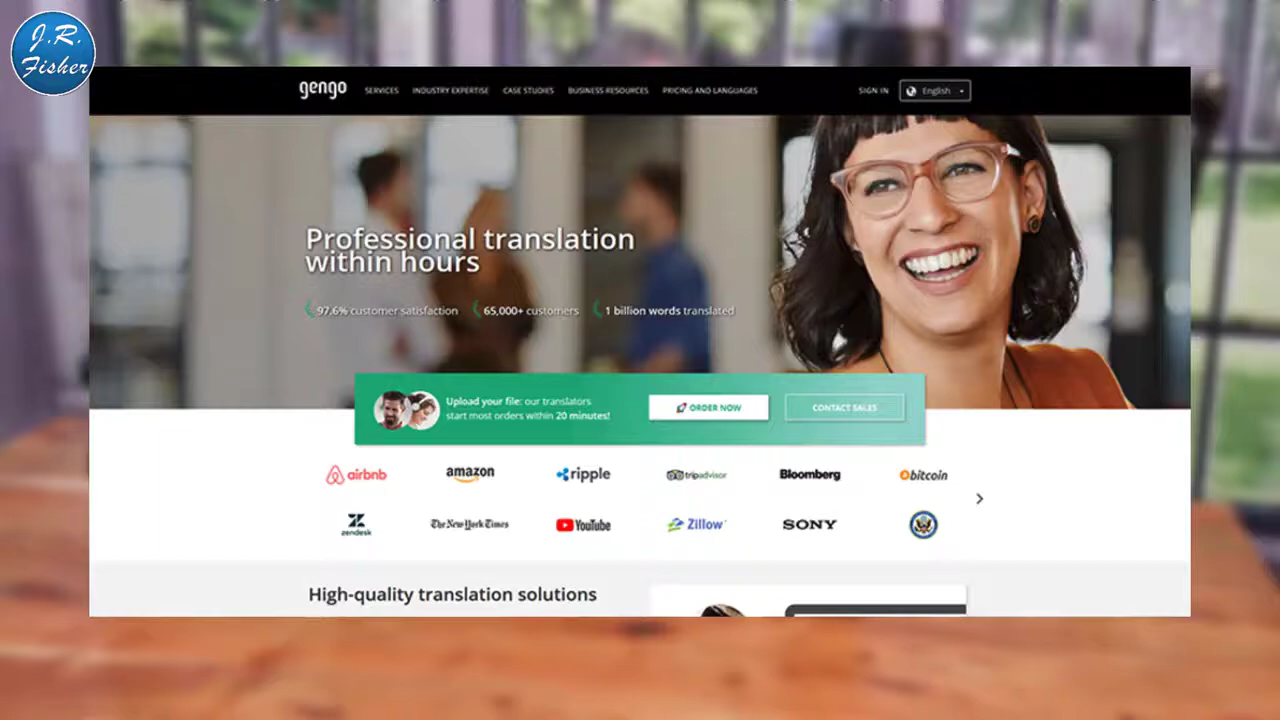 J.R.
Fisher
gengo SERVICES INDUSTRY EXPERTISE CASE STUDIES BUSINESS RESOURCES PRICING AND LANGUAGES SIGN IN English
Professional translation
within hours
97.6% customer satisfaction 65,000+ customers 1 billion words translated
Upload your file: our translators
start most orders within 20 minutes!
ORDER NOW CONTACT SALES
airbnb amazon ripple tripadvisor Bloomberg bitcoin
zendesk The New York Times YouTube Zillow SONY
High-quality translation solutions